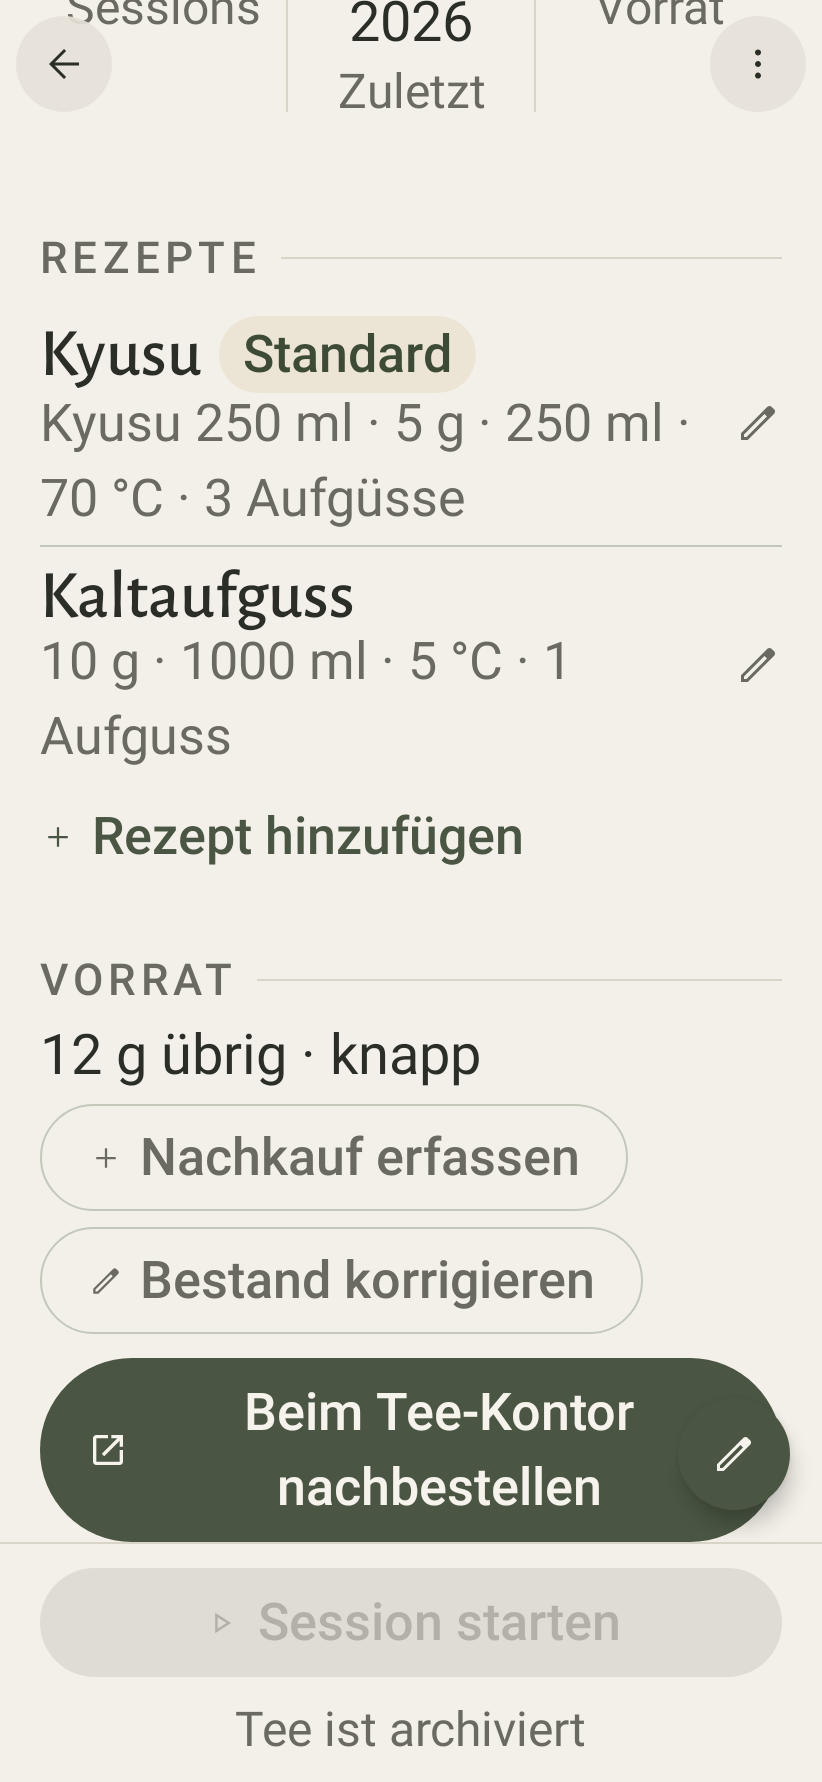 Sessions
2026
Zuletzt
Vorrat
REZEPTE
Kyusu Standard
Kyusu 250 ml · 5 g · 250 ml ·
70 °C · 3 Aufgüsse
Kaltaufguss
10 g · 1000 ml · 5 °C · 1
Aufguss
+ Rezept hinzufügen
VORRAT
12 g übrig · knapp
+ Nachkauf erfassen
Bestand korrigieren
Beim Tee-Kontor
nachbestellen
Session starten
Tee ist archiviert